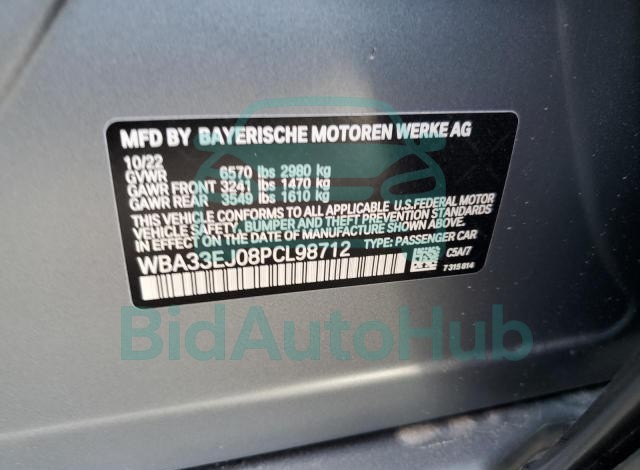 MFD BY BAYERISCHE MOTOREN WERKE AG
10/22
GVWR 6570 lbs 2980 kg
GAWR FRONT 3241 lbs 1470 kg
GAWR REAR 3549 lbs 1610 kg
THIS VEHICLE CONFORMS TO ALL APPLICABLE U.S. FEDERAL MOTOR
VEHICLE SAFETY, BUMPER AND THEFT PREVENTION STANDARDS
IN EFFECT ON THE DATE OF MANUFACTURE SHOWN ABOVE.
WBA33EJ08PCL98712 TYPE: PASSENGER CAR
C5A/7
7 315 814
BidAutoHub